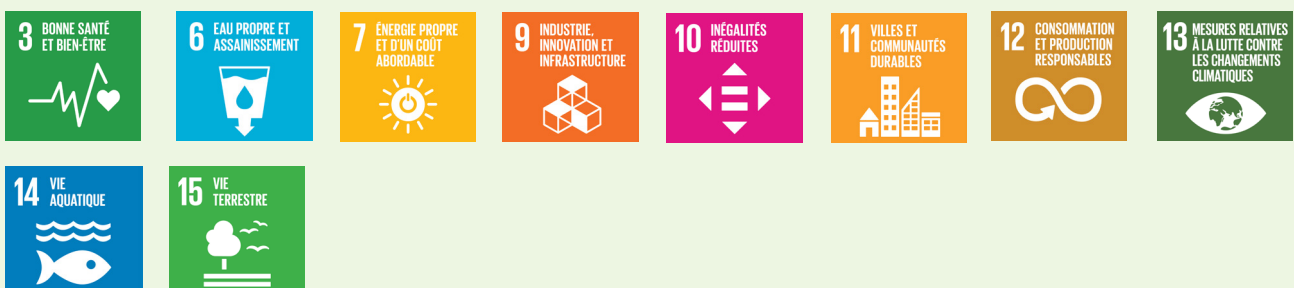 3 BONNE SANTÉ
ET BIEN-ÊTRE
6 EAU PROPRE ET
ASSAINISSEMENT
7 ÉNERGIE PROPRE
ET D'UN COÛT
ABORDABLE
9 INDUSTRIE,
INNOVATION ET
INFRASTRUCTURE
10 INÉGALITÉS
RÉDUITES
11 VILLES ET
COMMUNAUTÉS
DURABLES
12 CONSOMMATION
ET PRODUCTION
RESPONSABLES
13 MESURES RELATIVES
À LA LUTTE CONTRE
LES CHANGEMENTS
CLIMATIQUES
14 VIE
AQUATIQUE
15 VIE
TERRESTRE